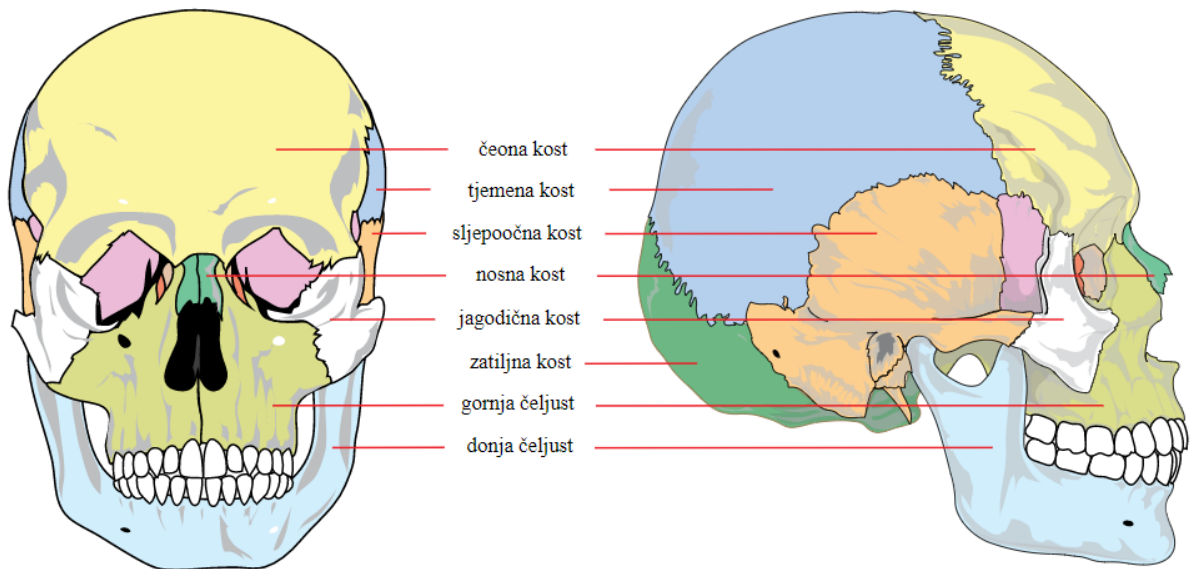 čeona kost
tjemena kost
sljepoočna kost
nosna kost
jagodična kost
zatiljna kost
gornja čeljust
donja čeljust